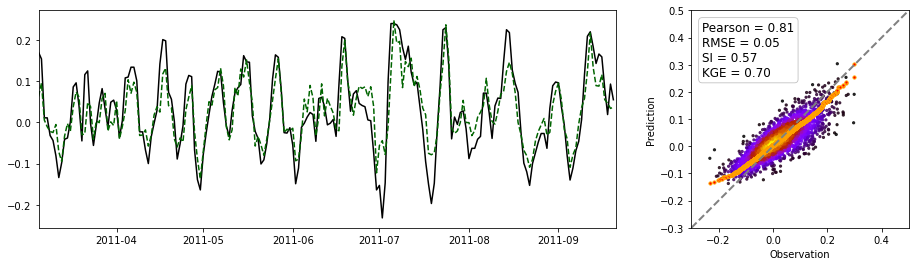 0.2
0.1
0.0
−0.1
−0.2
2011-04 2011-05 2011-06 2011-07 2011-08 2011-09
Pearson = 0.81
RMSE = 0.05
SI = 0.57
KGE = 0.70
Prediction
0.5
0.4
0.3
0.2
0.1
0.0
−0.1
−0.2
−0.3
−0.2 0.0 0.2 0.4
Observation